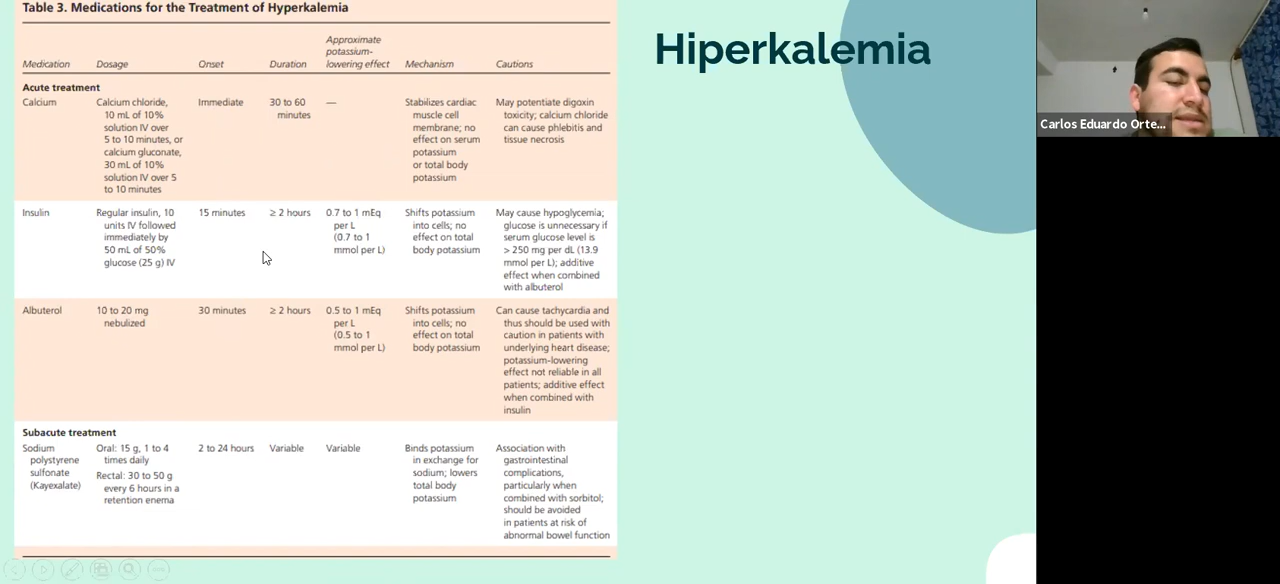 Table 3. Medications for the Treatment of Hyperkalemia
Approximate
potassium-
Medication Dosage Onset Duration lowering effect Mechanism Cautions
Acute treatment
Calcium
Calcium chloride,
10 mL of 10%
solution IV over
5 to 10 minutes, or
calcium gluconate,
30 mL of 10%
solution IV over 5
to 10 minutes
Immediate
30 to 60
minutes
—
Stabilizes cardiac
muscle cell
membrane; no
effect on serum
potassium
or total body
potassium
May potentiate digoxin
toxicity; calcium chloride
can cause phlebitis and
tissue necrosis
Insulin
Regular insulin, 10
units IV followed
immediately by
50 mL of 50%
glucose (25 g) IV
15 minutes
≥ 2 hours
0.7 to 1 mEq
per L
(0.7 to 1
mmol per L)
Shifts potassium
into cells; no
effect on total
body potassium
May cause hypoglycemia;
glucose is unnecessary if
serum glucose level is
> 250 mg per dL (13.9
mmol per L); additive
effect when combined
with albuterol
Albuterol
10 to 20 mg
nebulized
30 minutes
≥ 2 hours
0.5 to 1 mEq
per L
(0.5 to 1
mmol per L)
Shifts potassium
into cells; no
effect on total
body potassium
Can cause tachycardia and
thus should be used with
caution in patients with
underlying heart disease;
potassium-lowering
effect not reliable in all
patients; additive effect
when combined with
insulin
Subacute treatment
Sodium
polystyrene
sulfonate
(Kayexalate)
Oral: 15 g, 1 to 4
times daily
Rectal: 30 to 50 g
every 6 hours in a
retention enema
2 to 24 hours
Variable
Variable
Binds potassium
in exchange for
sodium; lowers
total body
potassium
Association with
gastrointestinal
complications,
particularly when
combined with sorbitol;
should be avoided
in patients at risk of
abnormal bowel function
Hiperkalemia
Carlos Eduardo Orte...